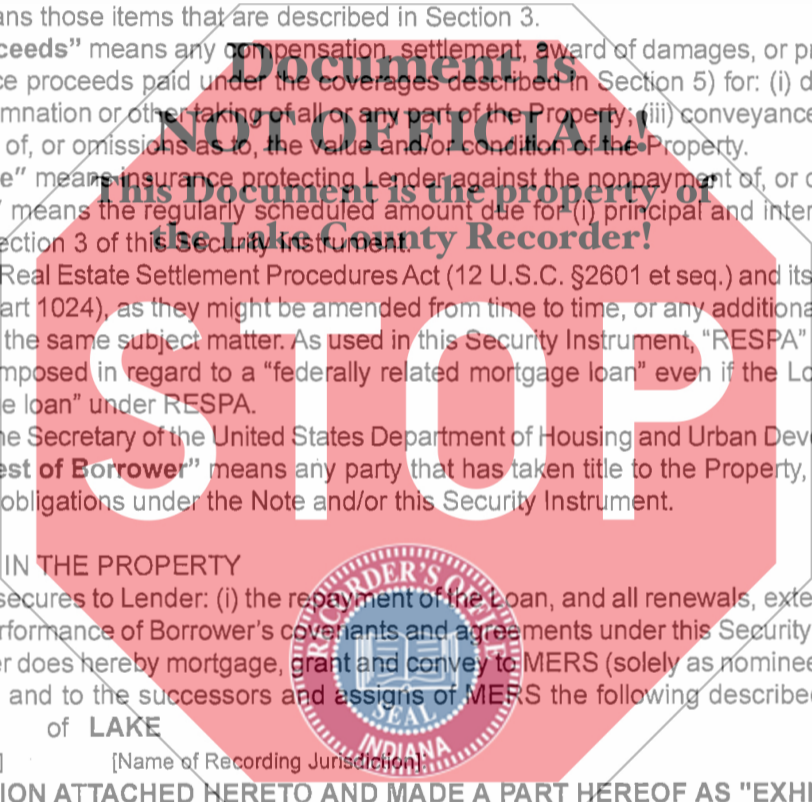 ans those items that are described in Section 3.
ceeds” means any compensation, settlement, award of damages, or p
ce proceeds paid under the coverages described in Section 5) for: (i) d
mnation or other taking of all or any part of the Property, (iii) conveyance
of, or omissions as to, the value and/or condition of the Property.
e” means insurance protecting Lender against the nonpayment of, or d
” means the regularly scheduled amount due for (i) principal and inter
ection 3 of this Security Instrument.
Real Estate Settlement Procedures Act (12 U.S.C. §2601 et seq.) and its
art 1024), as they might be amended from time to time, or any additiona
the same subject matter. As used in this Security Instrument, “RESPA”
mposed in regard to a “federally related mortgage loan” even if the Lo
e loan” under RESPA.
he Secretary of the United States Department of Housing and Urban Dev
est of Borrower” means any party that has taken title to the Property,
obligations under the Note and/or this Security Instrument.
IN THE PROPERTY
secures to Lender: (i) the repayment of the Loan, and all renewals, exte
rformance of Borrower’s covenants and agreements under this Security
er does hereby mortgage, grant and convey to MERS (solely as nominee
and to the successors and assigns of MERS the following describe
of LAKE
] [Name of Recording Jurisdiction]:
ION ATTACHED HERETO AND MADE A PART HEREOF AS "EXH
Document is
NOT OFFICIAL!
This Document is the property of
the Lake County Recorder!
STOP
RECORDER'S OFFICE
SEAL
INDIANA